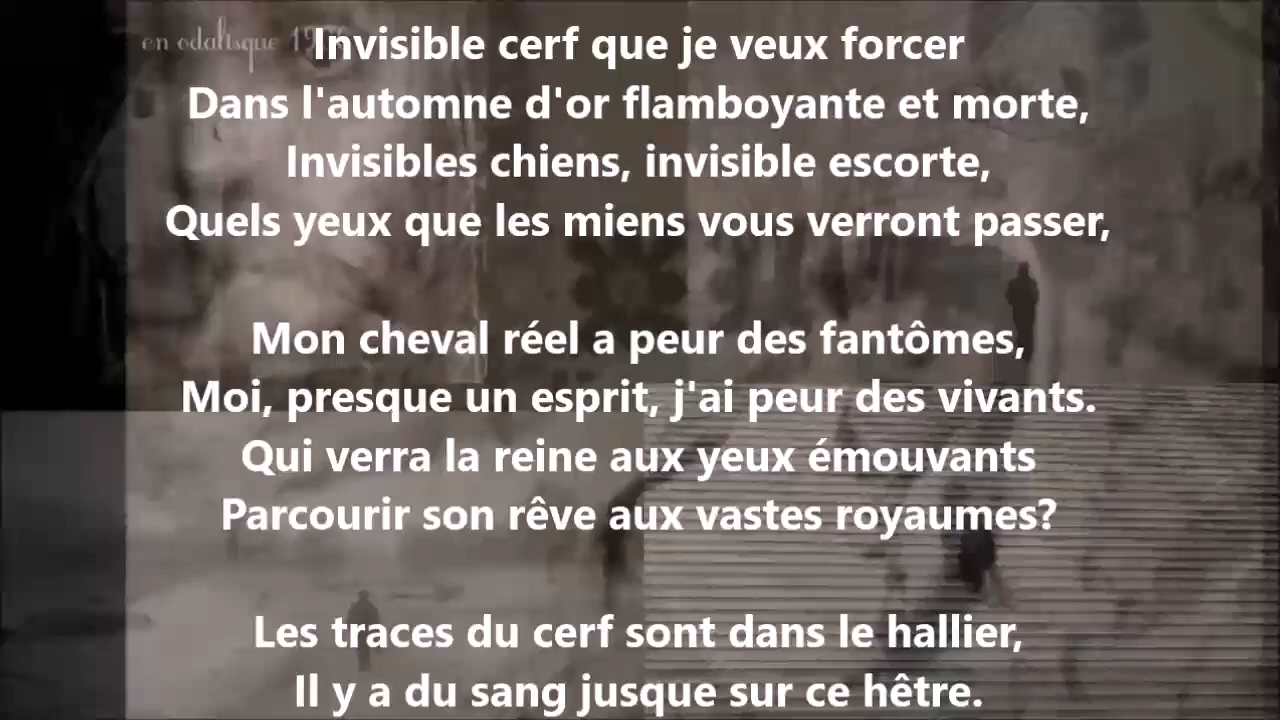 en odalisque
Invisible cerf que je veux forcer
Dans l'automne d'or flamboyante et morte,
Invisibles chiens, invisible escorte,
Quels yeux que les miens vous verront passer,
Mon cheval réel a peur des fantômes,
Moi, presque un esprit, j'ai peur des vivants.
Qui verra la reine aux yeux émouvants
Parcourir son rêve aux vastes royaumes?
Les traces du cerf sont dans le hallier,
Il y a du sang jusque sur ce hêtre.